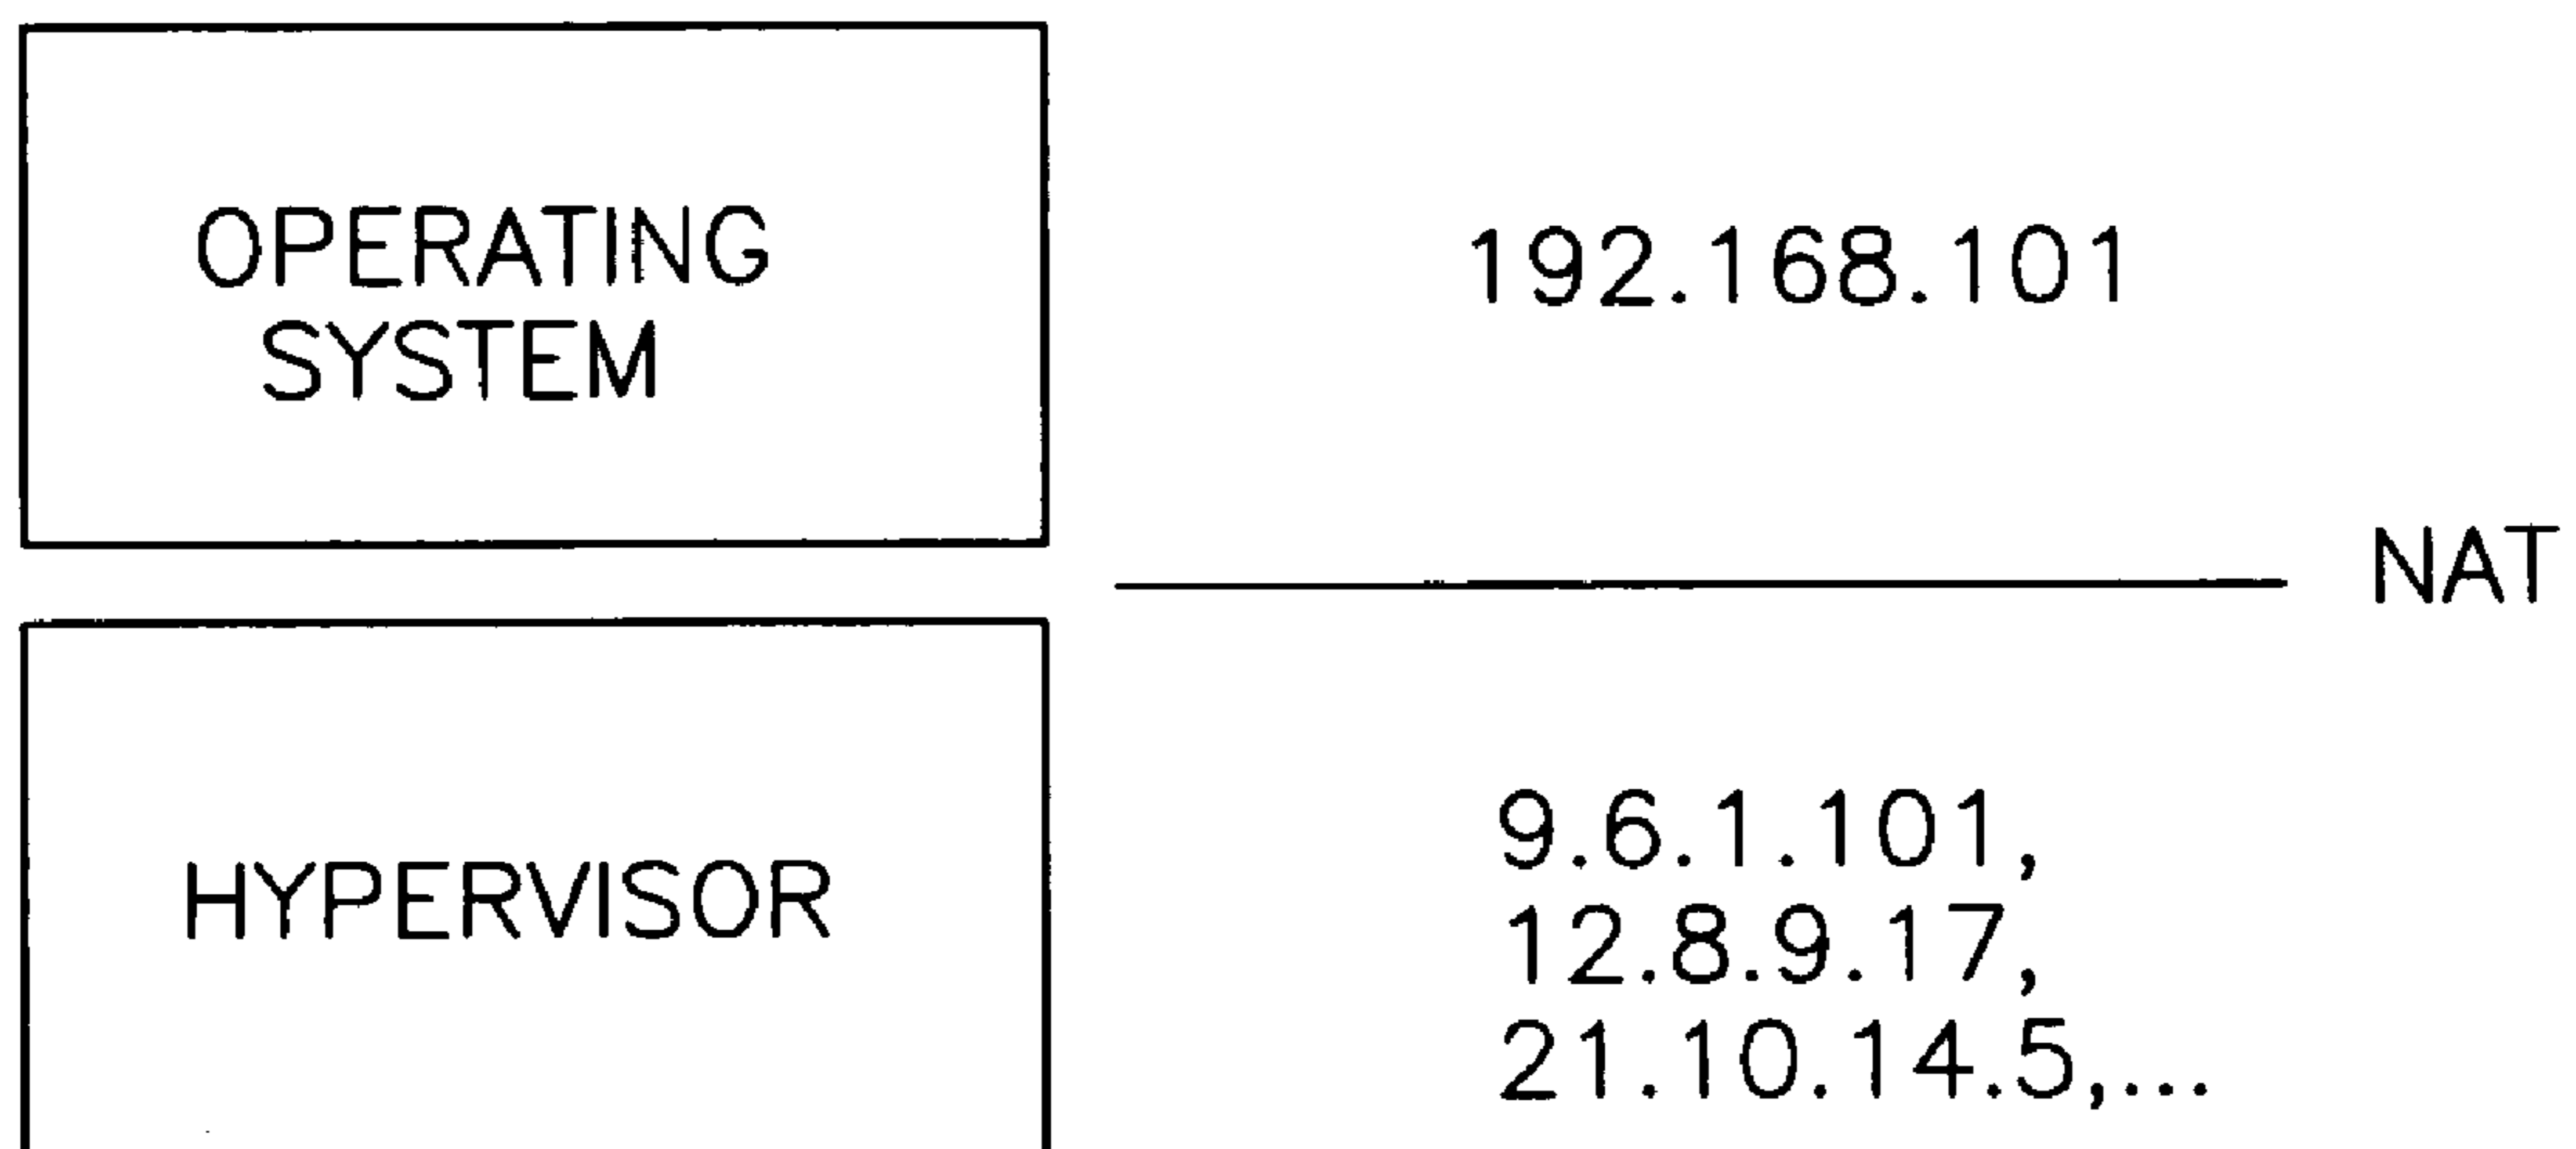 OPERATING
SYSTEM
192.168.101
NAT
HYPERVISOR
9.6.1.101,
12.8.9.17,
21.10.14.5,...